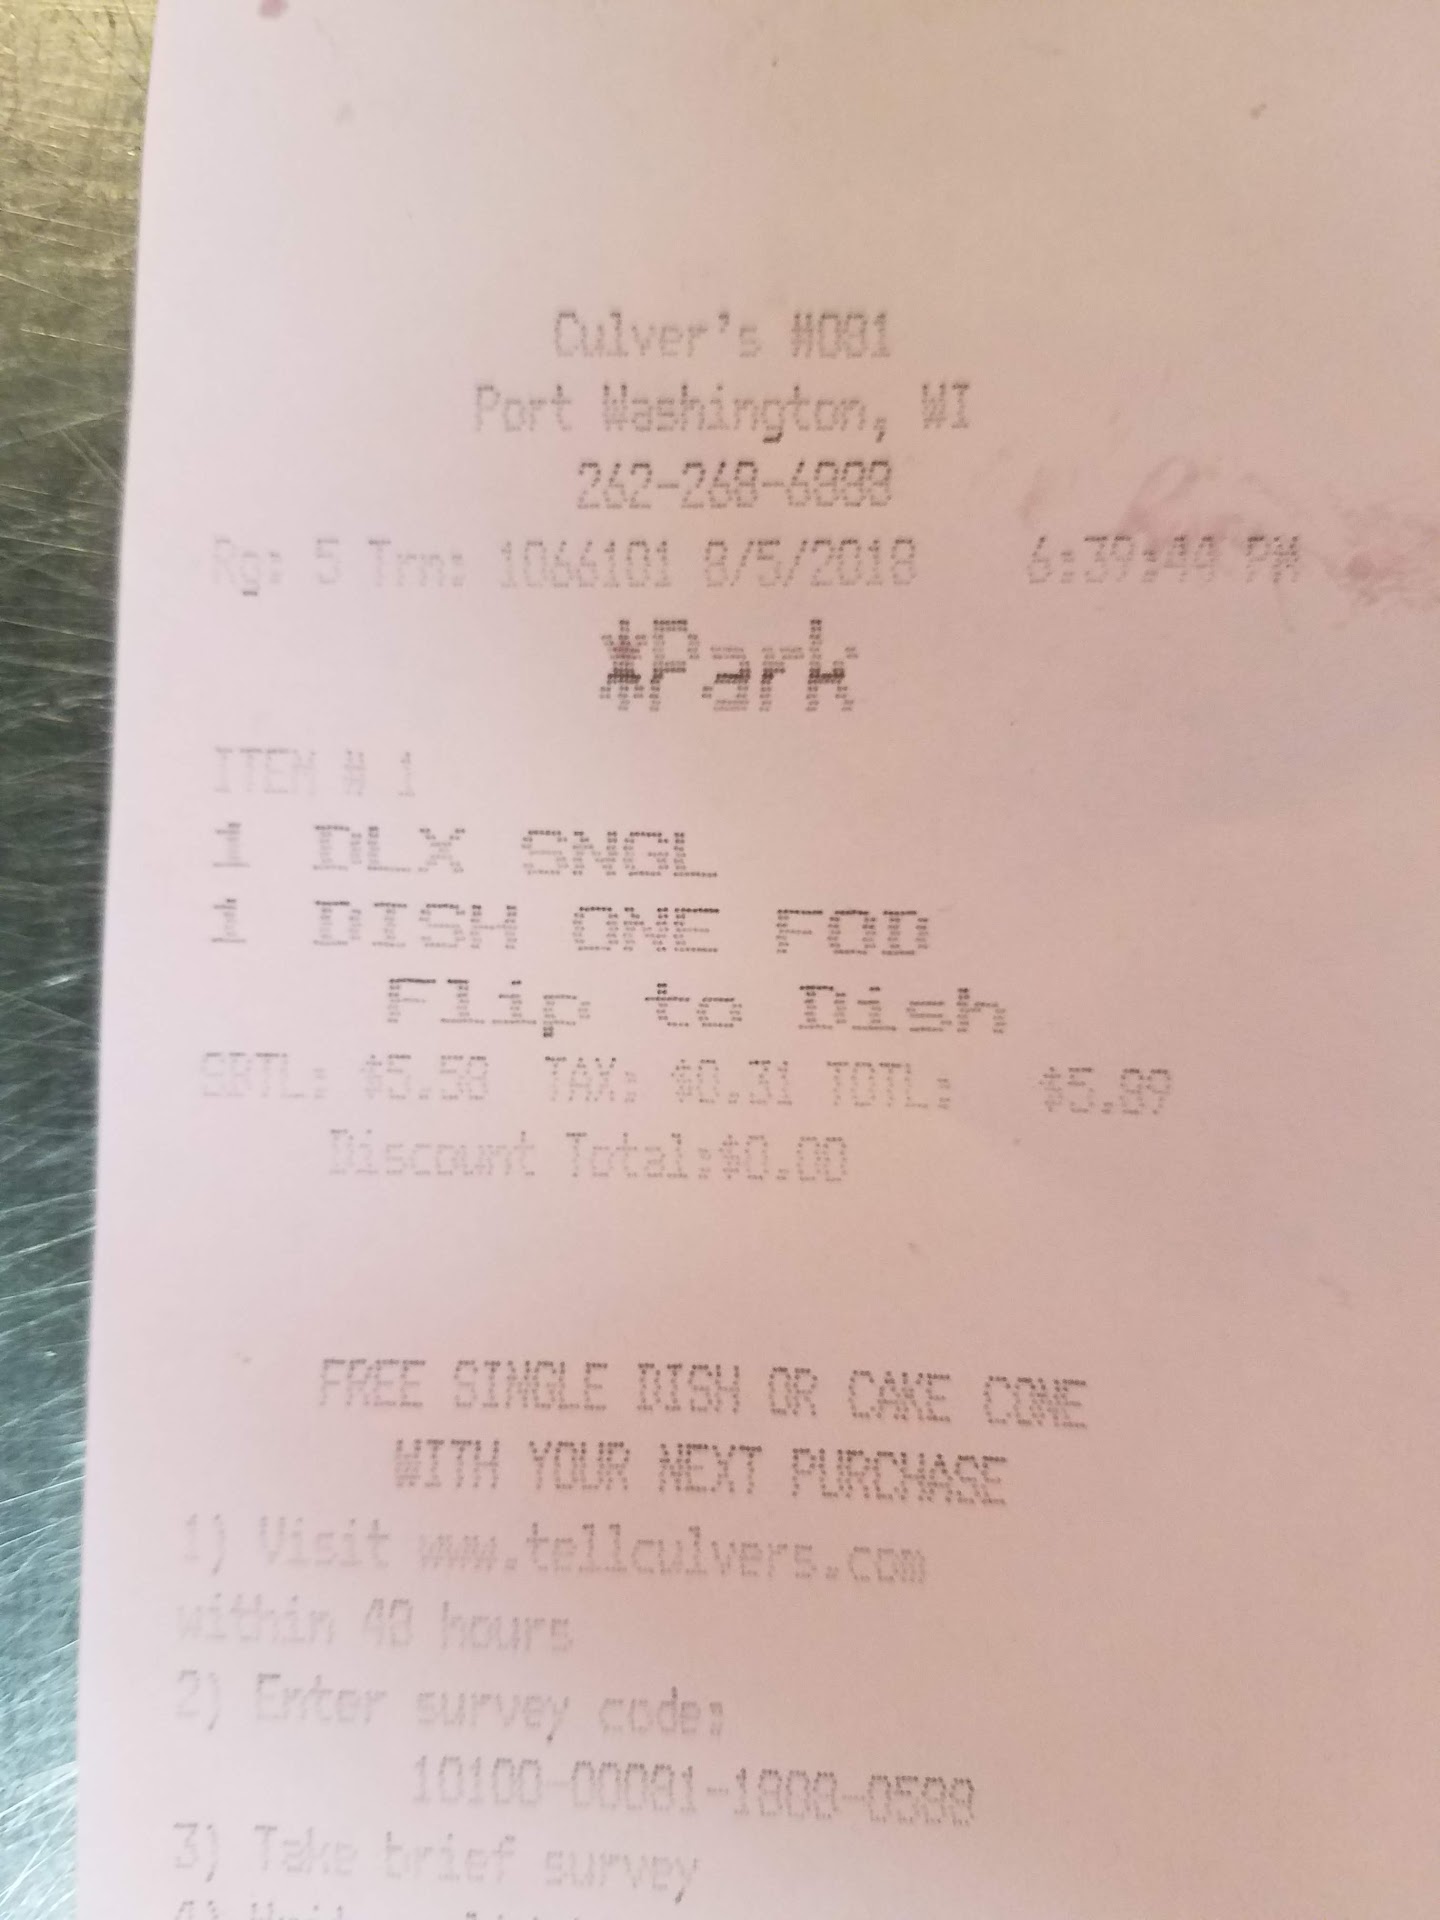 Culver's #081
Port Washington, WI
262-268-6888
Rg: 5 Trn: 1066101 8/5/2018 6:39:44 PM
*Park
ITEM # 1
1 DLX SNGL
1 DISH ONE FOD
Flip to Dish
SBTL: $5.58 TAX: $0.31 TOTL: $5.89
Discount Total:$0.00
FREE SINGLE DISH OR CAKE CONE
WITH YOUR NEXT PURCHASE
1) Visit www.tellculvers.com
within 48 hours
2) Enter survey code:
10100-00081-1808-0588
3) Take brief survey